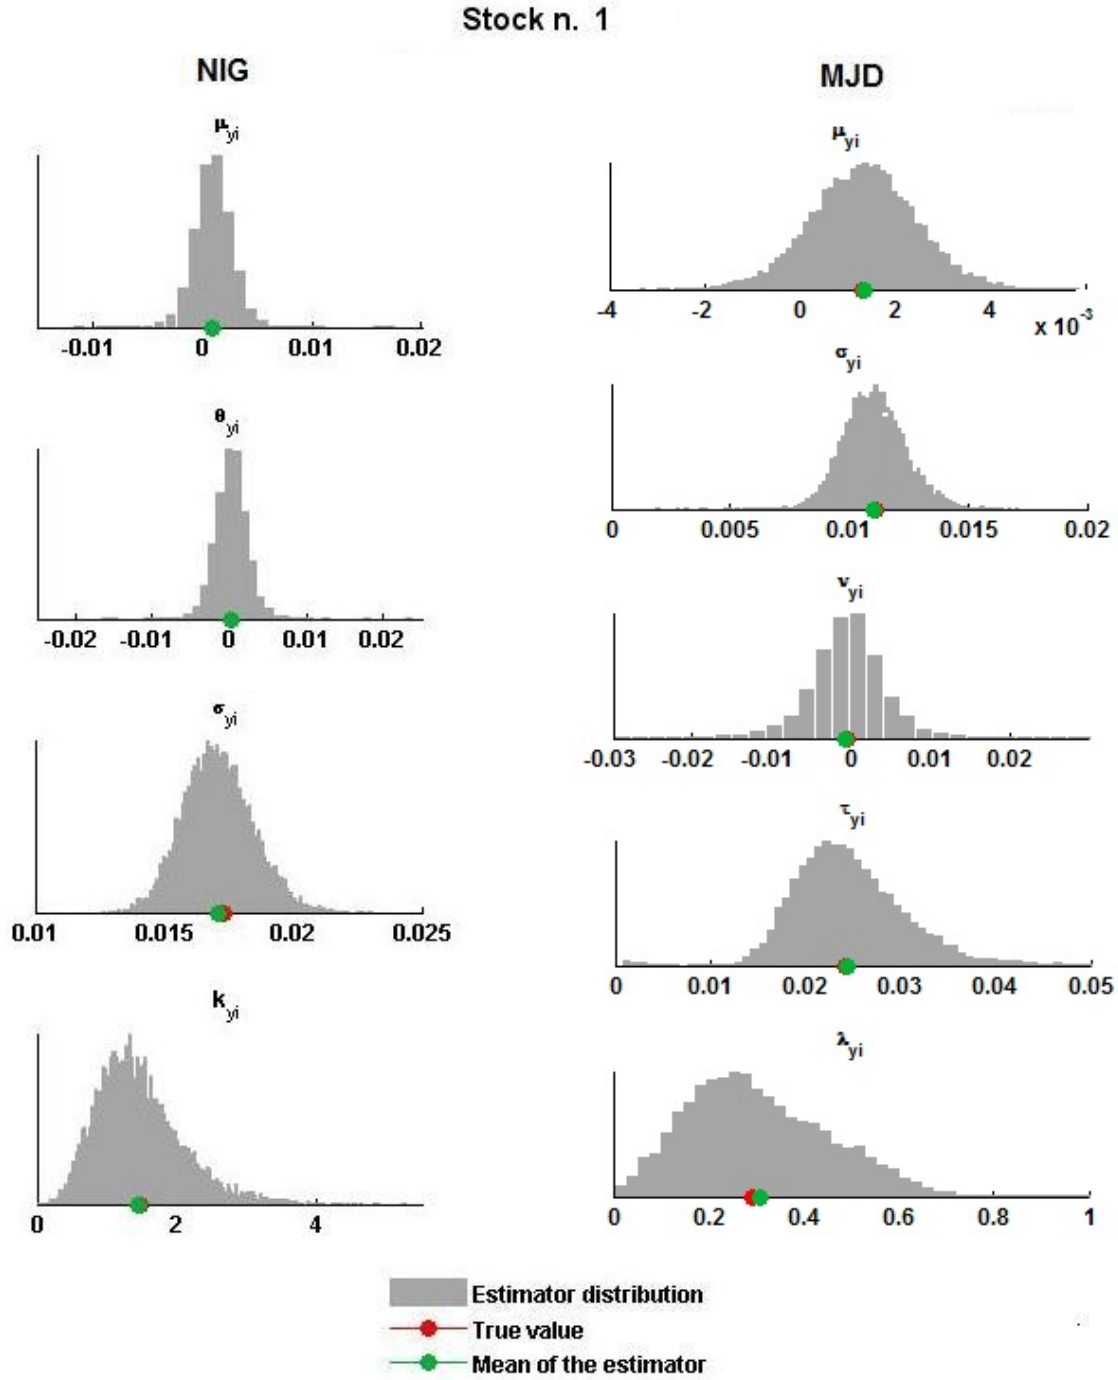 Stock n. 1
NIG
μyi
-0.01 0 0.01 0.02
θyi
-0.02 -0.01 0 0.01 0.02
σyi
0.01 0.015 0.02 0.025
kyi
0 2 4
MJD
μyi
-4 -2 0 2 4
x 10-3
σyi
0 0.005 0.01 0.015 0.02
νyi
-0.03 -0.02 -0.01 0 0.01 0.02
τyi
0 0.01 0.02 0.03 0.04 0.05
λyi
0 0.2 0.4 0.6 0.8 1
Estimator distribution
True value
Mean of the estimator